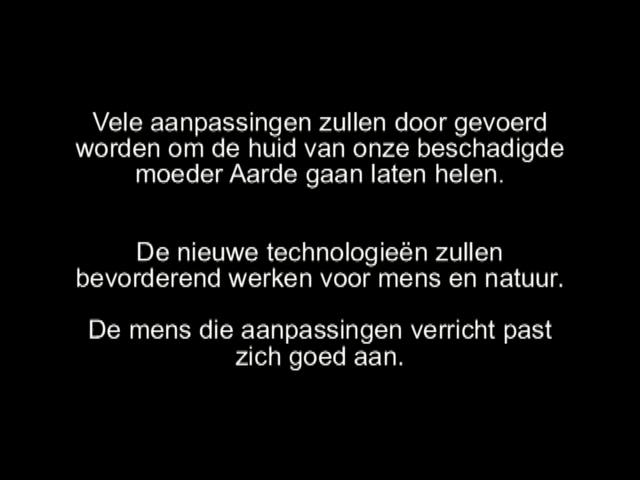 Vele aanpassingen zullen door gevoerd
worden om de huid van onze beschadigde
moeder Aarde gaan laten helen.
De nieuwe technologieën zullen
bevorderend werken voor mens en natuur.
De mens die aanpassingen verricht past
zich goed aan.